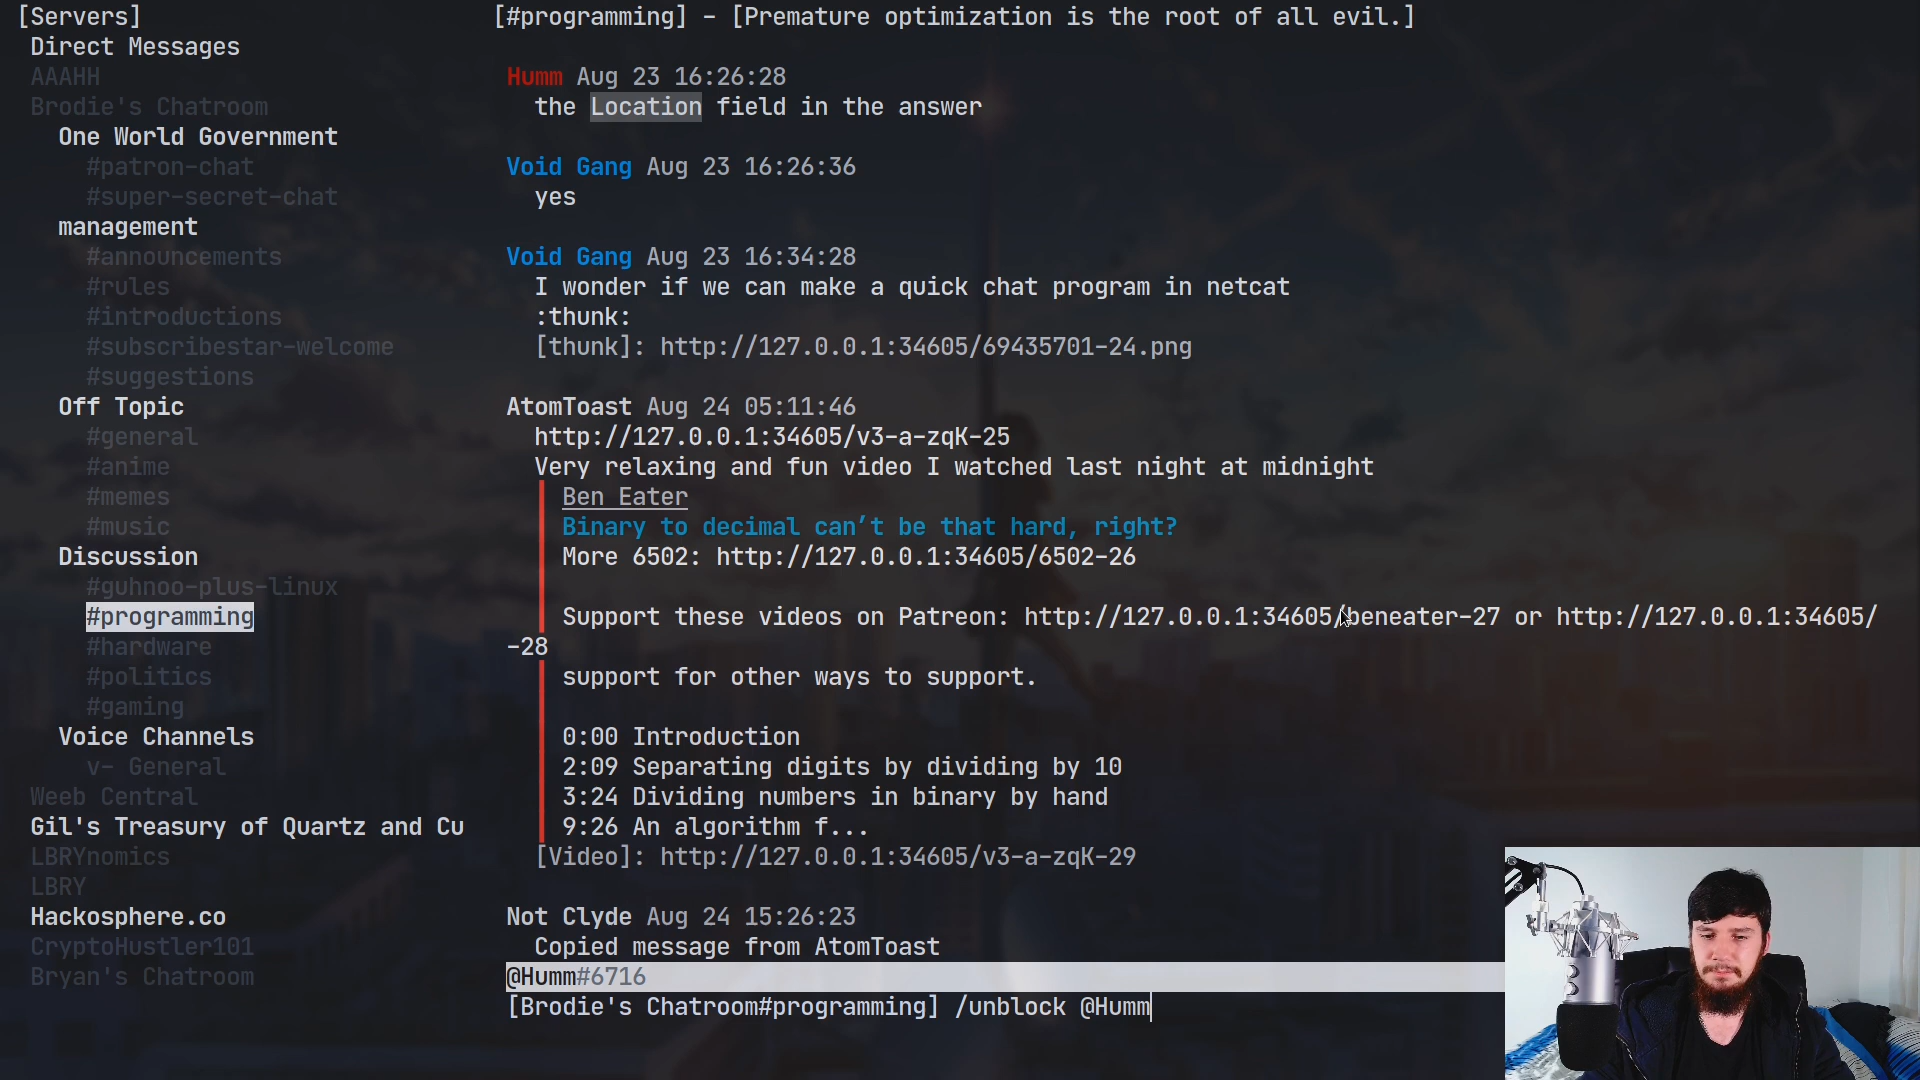 [Servers]
Direct Messages
AAAHH
Brodie's Chatroom
One World Government
#patron-chat
#super-secret-chat
management
#announcements
#rules
#introductions
#subscribestar-welcome
#suggestions
Off Topic
#general
#anime
#memes
#music
Discussion
#guhnoo-plus-linux
#programming
#hardware
#politics
#gaming
Voice Channels
v- General
Weeb Central
Gil's Treasury of Quartz and Cu
LBRYnomics
LBRY
Hackosphere.co
CryptoHustler101
Bryan's Chatroom
[#programming] - [Premature optimization is the root of all evil.]
Humm Aug 23 16:26:28
the Location field in the answer
Void Gang Aug 23 16:26:36
yes
Void Gang Aug 23 16:34:28
I wonder if we can make a quick chat program in netcat
:thunk:
[thunk]: http://127.0.0.1:34605/69435701-24.png
AtomToast Aug 24 05:11:46
http://127.0.0.1:34605/v3-a-zqK-25
Very relaxing and fun video I watched last night at midnight
Ben Eater
Binary to decimal can’t be that hard, right?
More 6502: http://127.0.0.1:34605/6502-26
Support these videos on Patreon: http://127.0.0.1:34605/beneater-27 or http://127.0.0.1:34605/
-28
support for other ways to support.
0:00 Introduction
2:09 Separating digits by dividing by 10
3:24 Dividing numbers in binary by hand
9:26 An algorithm f...
[Video]: http://127.0.0.1:34605/v3-a-zqK-29
Not Clyde Aug 24 15:26:23
Copied message from AtomToast
@Humm#6716
[Brodie's Chatroom#programming] /unblock @Humm